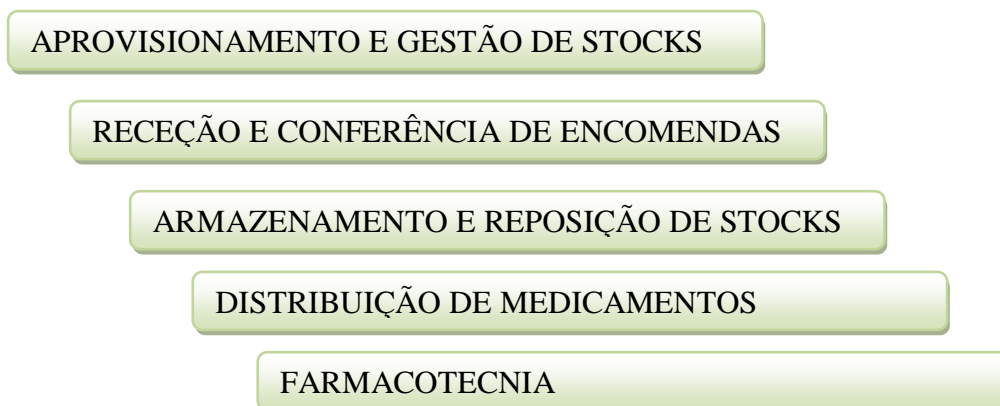 APROVISIONAMENTO E GESTÃO DE STOCKS
RECEÇÃO E CONFERÊNCIA DE ENCOMENDAS
ARMAZENAMENTO E REPOSIÇÃO DE STOCKS
DISTRIBUIÇÃO DE MEDICAMENTOS
FARMACOTECNIA